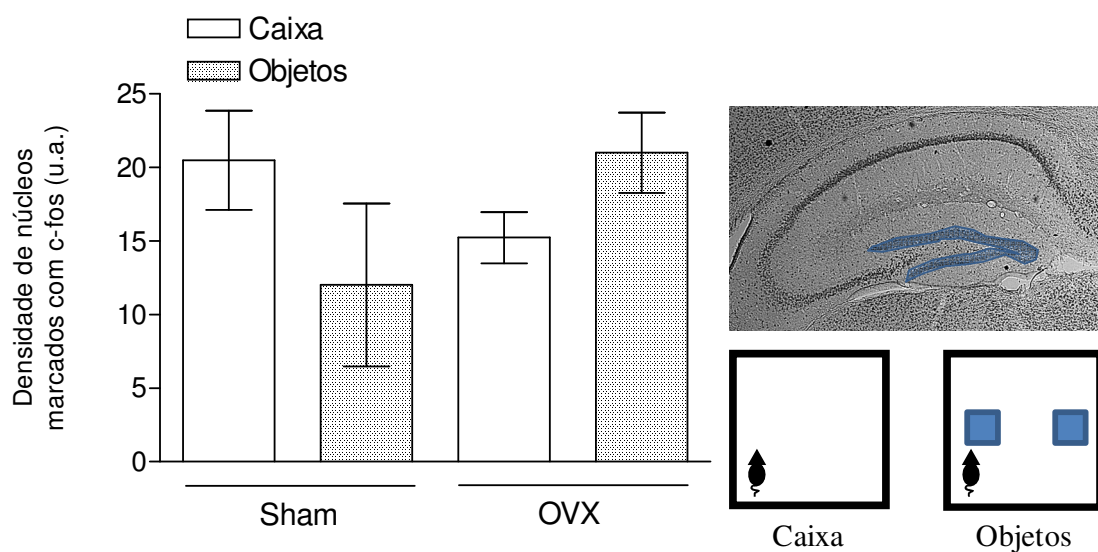 Caixa
Objetos
Densidade de núcleos
marcados com c-fos (u.a.)
25
20
15
10
5
0
Sham OVX
Caixa Objetos